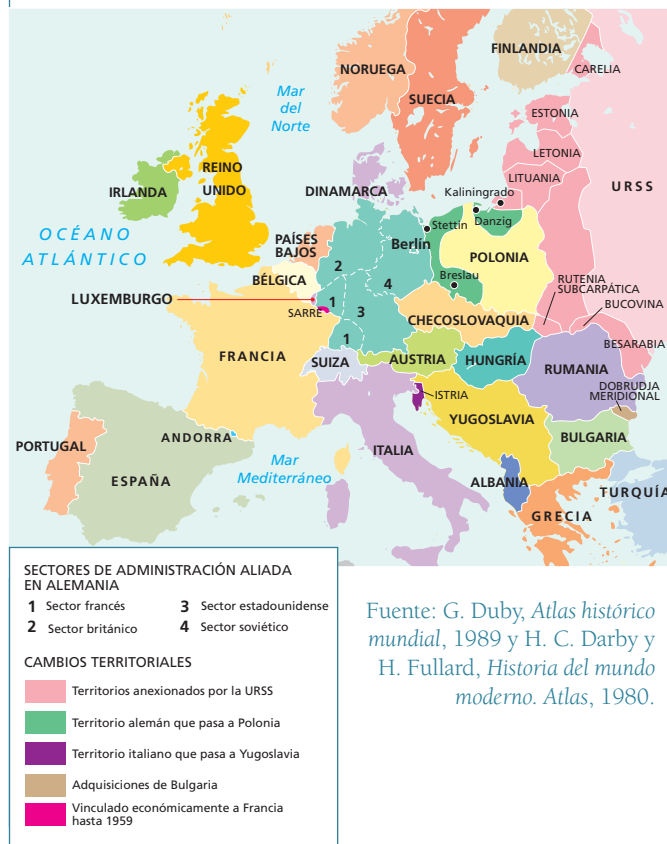 NORUEGA
SUECIA
FINLANDIA
CARELIA
Mar
del
Norte
ESTONIA
LETONIA
LITUANIA
URSS
REINO
UNIDO
IRLANDA
DINAMARCA
Kaliningrado
Danzig
Stettin
OCÉANO
ATLÁNTICO
PAÍSES
BAJOS
Berlín
2
4
POLONIA
Breslau
BÉLGICA
LUXEMBURGO
1
SARRE
3
1
RUTENIA
SUBCARPÁTICA
BUCOVINA
CHECOSLOVAQUIA
BESARABIA
FRANCIA
SUIZA
AUSTRIA
HUNGRÍA
RUMANIA
DOBRUDJA
MERIDIONAL
ISTRIA
YUGOSLAVIA
BULGARIA
PORTUGAL
ANDORRA
ESPAÑA
Mar
Mediterráneo
ITALIA
ALBANIA
TURQUÍA
GRECIA
SECTORES DE ADMINISTRACIÓN ALIADA
EN ALEMANIA
1 Sector francés
3 Sector estadounidense
2 Sector británico
4 Sector soviético
CAMBIOS TERRITORIALES
Territorios anexionados por la URSS
Territorio alemán que pasa a Polonia
Territorio italiano que pasa a Yugoslavia
Adquisiciones de Bulgaria
Vinculado económicamente a Francia
hasta 1959
Fuente: G. Duby, Atlas histórico
mundial, 1989 y H. C. Darby y
H. Fullard, Historia del mundo
moderno. Atlas, 1980.